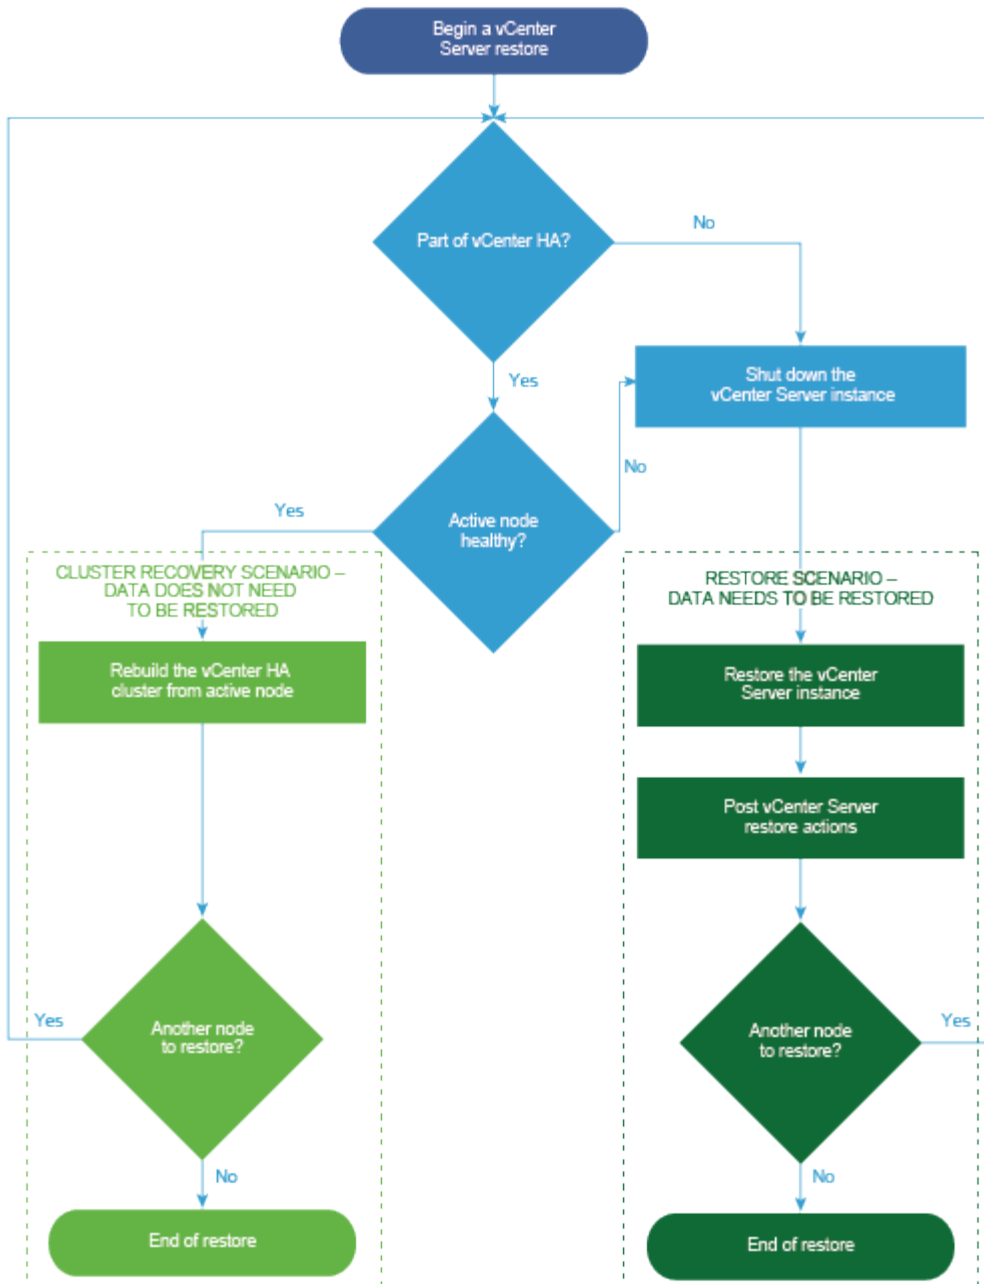 Begin a vCenter
Server restore
Part of vCenter HA?
No
Yes
Shut down the
vCenter Server instance
No
Active node
healthy?
Yes
CLUSTER RECOVERY SCENARIO –
DATA DOES NOT NEED
TO BE RESTORED
RESTORE SCENARIO –
DATA NEEDS TO BE RESTORED
Rebuild the vCenter HA
cluster from active node
Restore the vCenter
Server instance
Post vCenter Server
restore actions
Another node
to restore?
Yes
Another node
to restore?
Yes
No
No
End of restore
End of restore